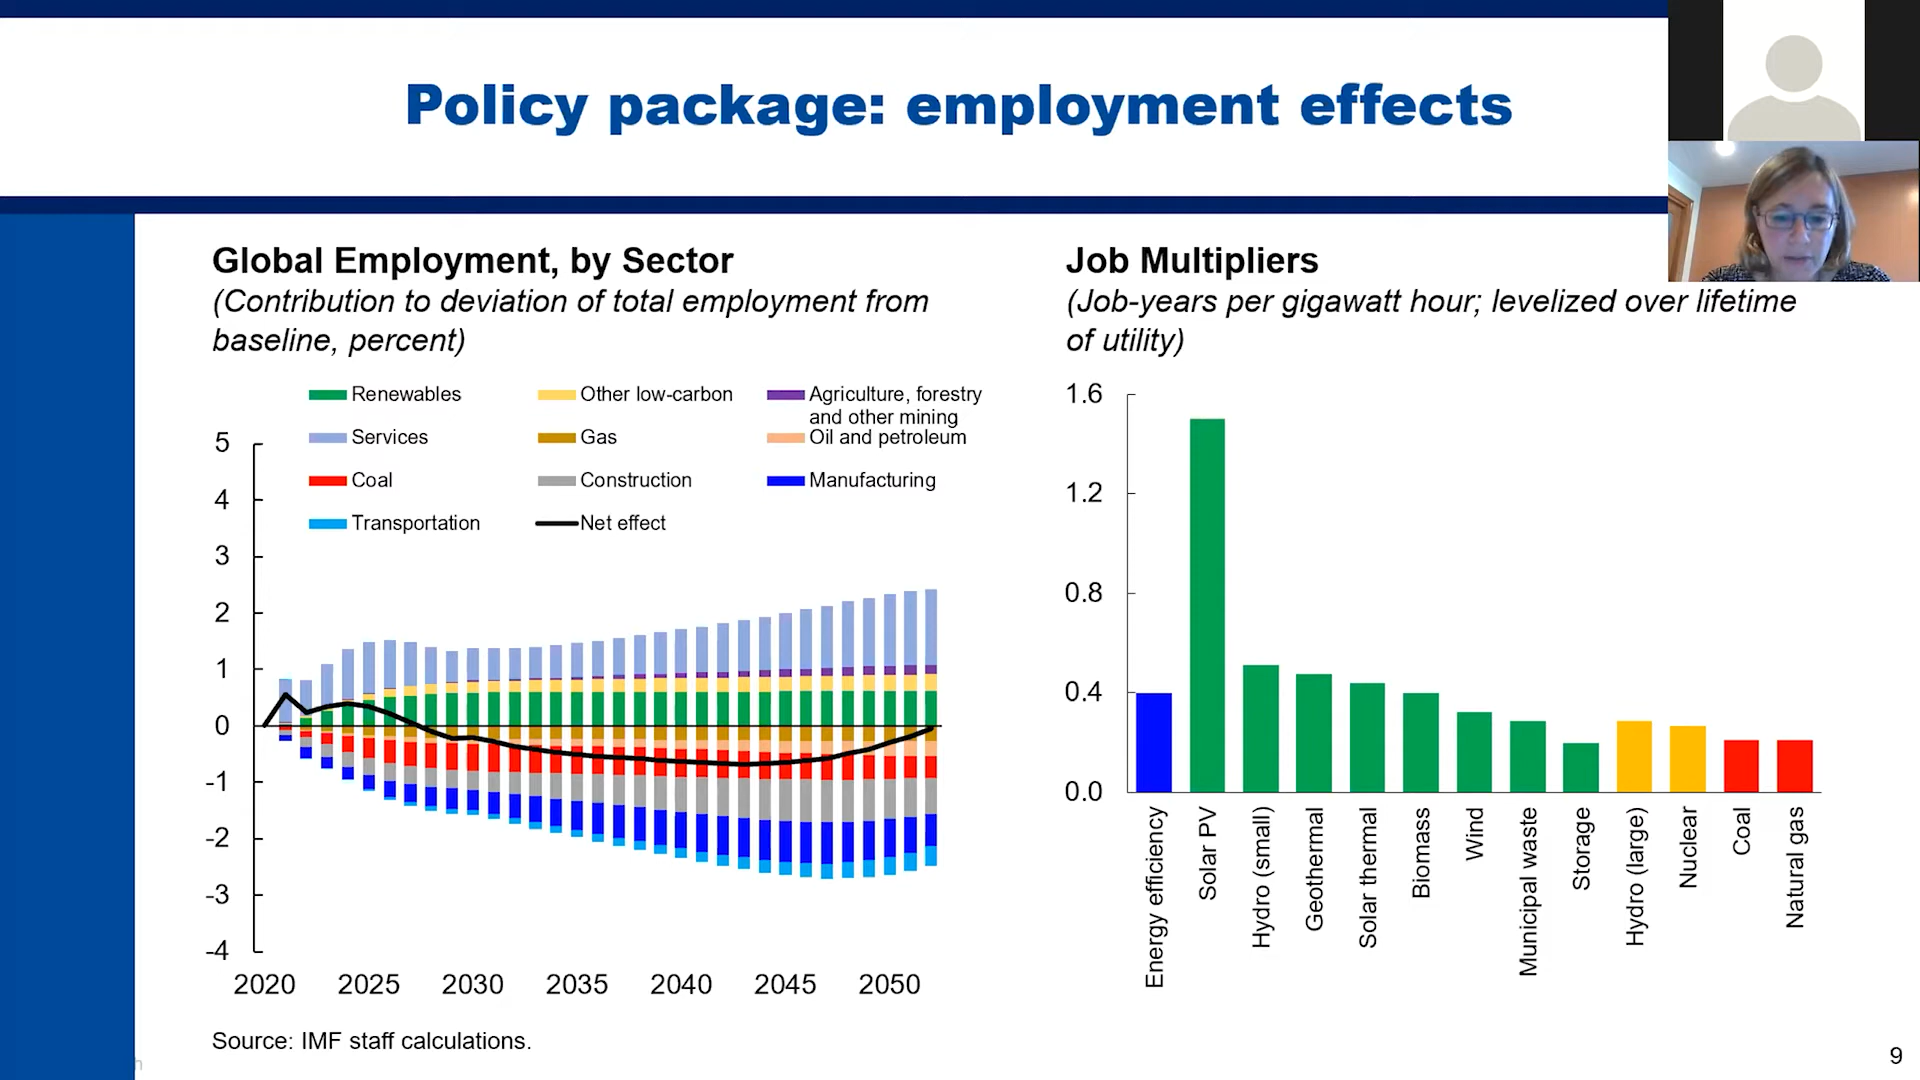 Policy package: employment effects
Global Employment, by Sector
(Contribution to deviation of total employment from
baseline, percent)
Renewables
Other low-carbon
Agriculture, forestry
and other mining
Services
Gas
Oil and petroleum
Coal
Construction
Manufacturing
Transportation
Net effect
5
4
3
2
1
0
-1
-2
-3
-4
2020 2025 2030 2035 2040 2045 2050
Source: IMF staff calculations.
Job Multipliers
(Job-years per gigawatt hour; levelized over lifetime
of utility)
1.6
1.2
0.8
0.4
0.0
Energy efficiency
Solar PV
Hydro (small)
Geothermal
Solar thermal
Biomass
Wind
Municipal waste
Storage
Hydro (large)
Nuclear
Coal
Natural gas
9